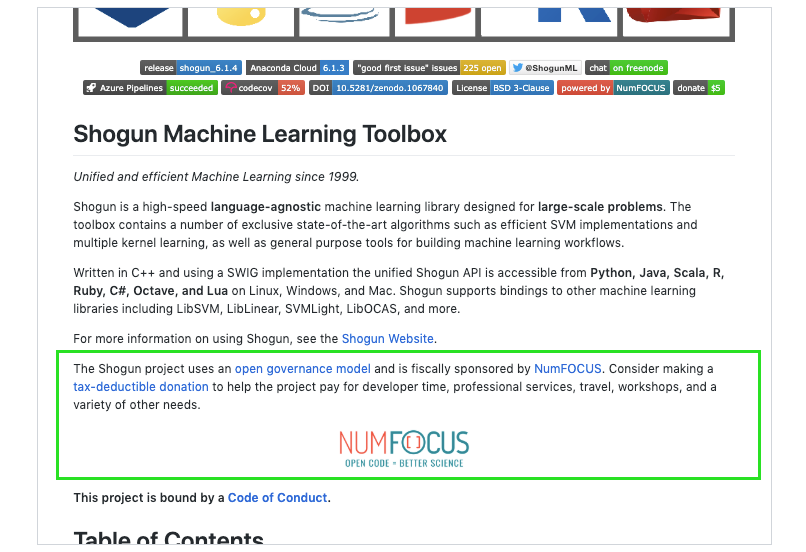 release shogun_6.1.4 Anaconda Cloud 6.1.3 "good first issue" issues 225 open @ShogunML chat on freenode
Azure Pipelines succeeded codecov 52% DOI 10.5281/zenodo.1067840 License BSD 3-Clause powered by NumFOCUS donate $5
Shogun Machine Learning Toolbox
Unified and efficient Machine Learning since 1999.
Shogun is a high-speed language-agnostic machine learning library designed for large-scale problems. The
toolbox contains a number of exclusive state-of-the-art algorithms such as efficient SVM implementations and
multiple kernel learning, as well as general purpose tools for building machine learning workflows.
Written in C++ and using a SWIG implementation the unified Shogun API is accessible from Python, Java, Scala, R,
Ruby, C#, Octave, and Lua on Linux, Windows, and Mac. Shogun supports bindings to other machine learning
libraries including LibSVM, LibLinear, SVMLight, LibOCAS, and more.
For more information on using Shogun, see the Shogun Website.
The Shogun project uses an open governance model and is fiscally sponsored by NumFOCUS. Consider making a
tax-deductible donation to help the project pay for developer time, professional services, travel, workshops, and a
variety of other needs.
NUMFOCUS
OPEN CODE = BETTER SCIENCE
This project is bound by a Code of Conduct.
Table of Contents